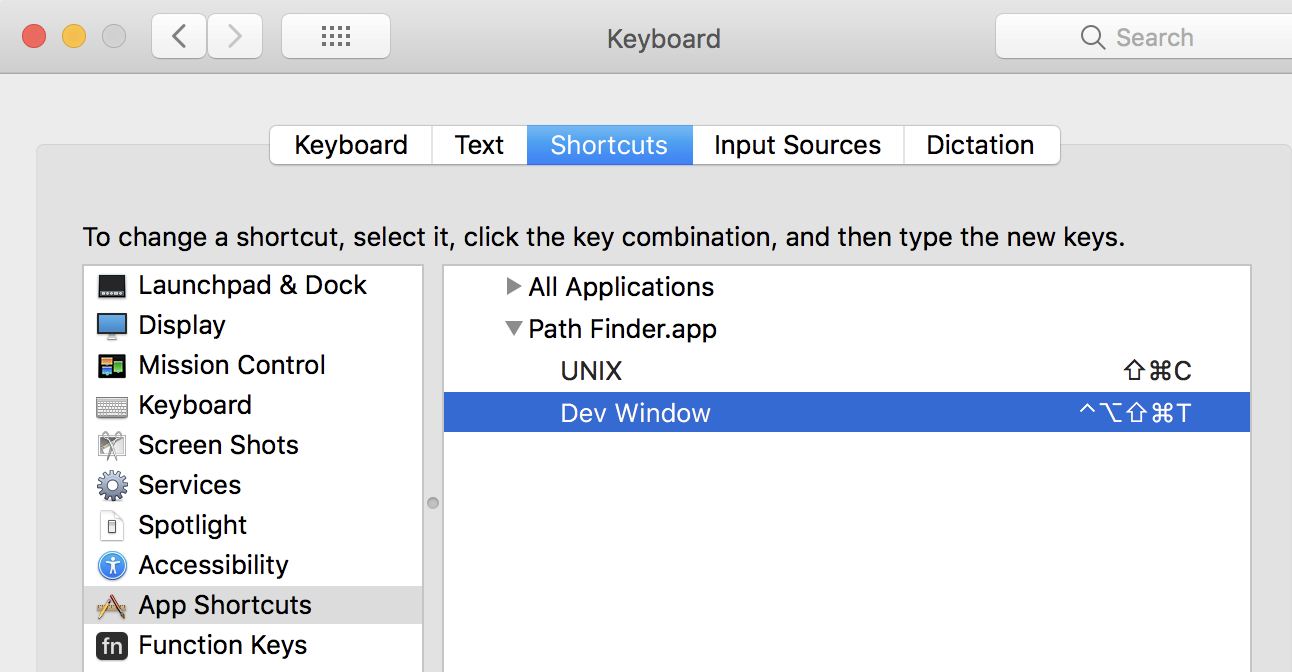 Keyboard
Search
Keyboard Text Shortcuts Input Sources Dictation
To change a shortcut, select it, click the key combination, and then type the new keys.
Launchpad & Dock
Display
Mission Control
Keyboard
Screen Shots
Services
Spotlight
Accessibility
App Shortcuts
fn Function Keys
All Applications
Path Finder.app
UNIX ⇧⌘C
Dev Window ^⌥⇧⌘T